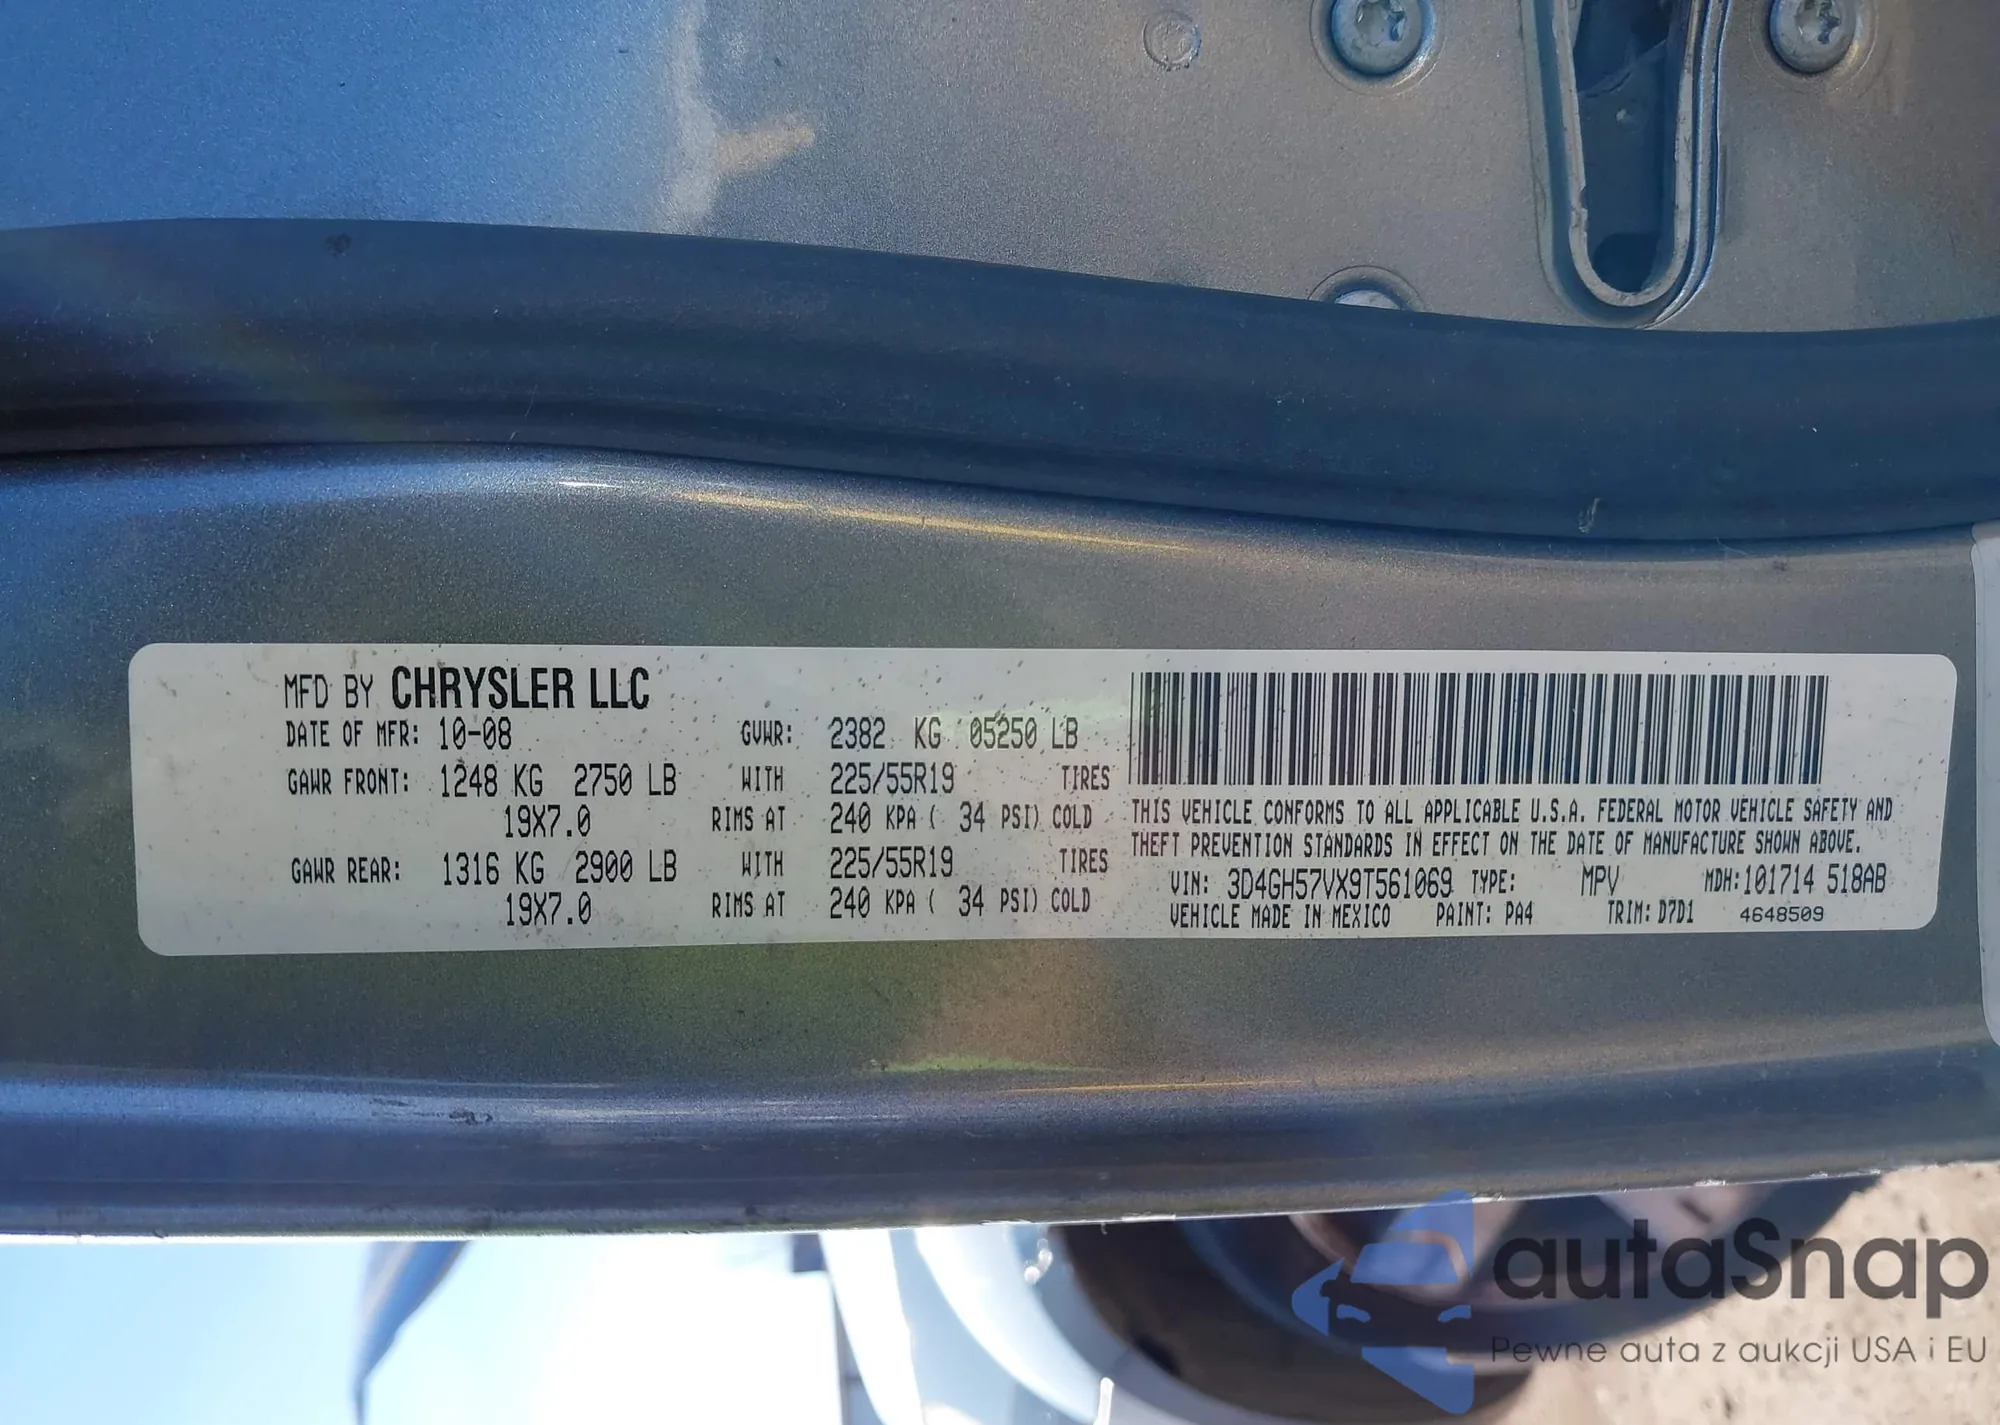 MFD BY CHRYSLER LLC
DATE OF MFR: 10-08 GVWR: 2382 KG 05250 LB
GAWR FRONT: 1248 KG 2750 LB WITH 225/55R19 TIRES
19X7.0 RIMS AT 240 KPA ( 34 PSI) COLD
GAWR REAR: 1316 KG 2900 LB WITH 225/55R19 TIRES
19X7.0 RIMS AT 240 KPA ( 34 PSI) COLD
THIS VEHICLE CONFORMS TO ALL APPLICABLE U.S.A. FEDERAL MOTOR VEHICLE SAFETY AND
THEFT PREVENTION STANDARDS IN EFFECT ON THE DATE OF MANUFACTURE SHOWN ABOVE.
VIN: 3D4GH57VX9T561069 TYPE: MPV MDH:101714 518AB
VEHICLE MADE IN MEXICO PAINT: PA4 TRIM: D7D1 4648509
autaSnap
Pewne auta z aukcji USA i EU